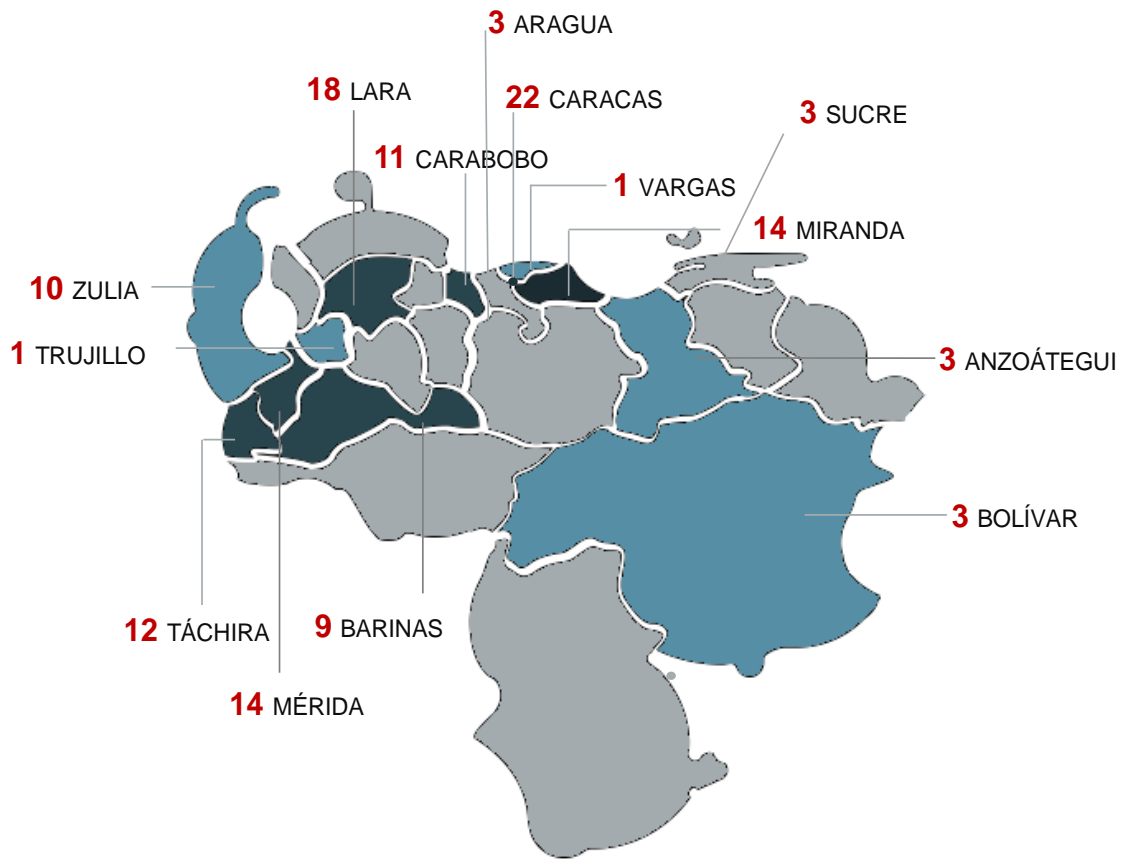 3 ARAGUA
18 LARA
22 CARACAS
3 SUCRE
11 CARABOBO
1 VARGAS
14 MIRANDA
10 ZULIA
1 TRUJILLO
3 ANZOÁTEGUI
3 BOLÍVAR
12 TÁCHIRA
9 BARINAS
14 MÉRIDA